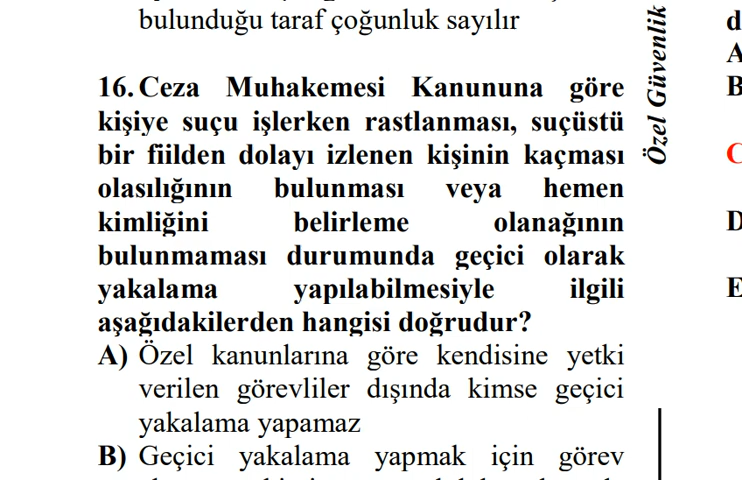 bulunduğu taraf çoğunluk sayılır
16. Ceza Muhakemesi Kanununa göre
kişiye suçu işlerken rastlanması, suçüstü
bir fiilden dolayı izlenen kişinin kaçması
olasılığının bulunması veya hemen
kimliğini belirleme olanağının
bulunmaması durumunda geçici olarak
yakalama yapılabilmesiyle ilgili
aşağıdakilerden hangisi doğrudur?
A) Özel kanunlarına göre kendisine yetki
verilen görevliler dışında kimse geçici
yakalama yapamaz
B) Geçici yakalama yapmak için görev
Özel Güvenlik
d
A
B
C
D
E